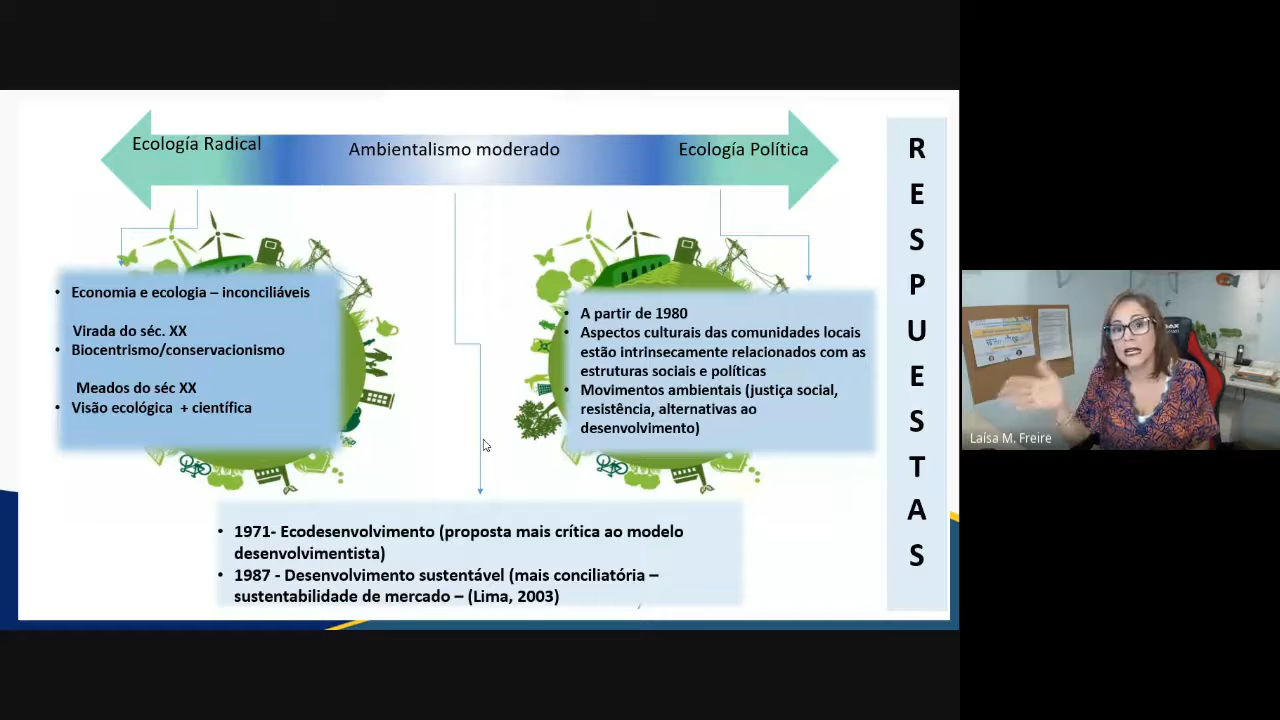 Ecología Radical
Ambientalismo moderado
Ecología Política
• Economia e ecologia – inconciliáveis
Virada do séc. XX
• Biocentrismo/conservacionismo
Meados do séc XX
• Visão ecológica + científica
• A partir de 1980
• Aspectos culturais das comunidades locais
estão intrinsecamente relacionados com as
estruturas sociais e políticas
• Movimentos ambientais (justiça social,
resistência, alternativas ao
desenvolvimento)
• 1971- Ecodesenvolvimento (proposta mais crítica ao modelo
desenvolvimentista)
• 1987 - Desenvolvimento sustentável (mais conciliatória –
sustentabilidade de mercado – (Lima, 2003)
R
E
S
P
U
E
S
T
A
S
Laísa M. Freire